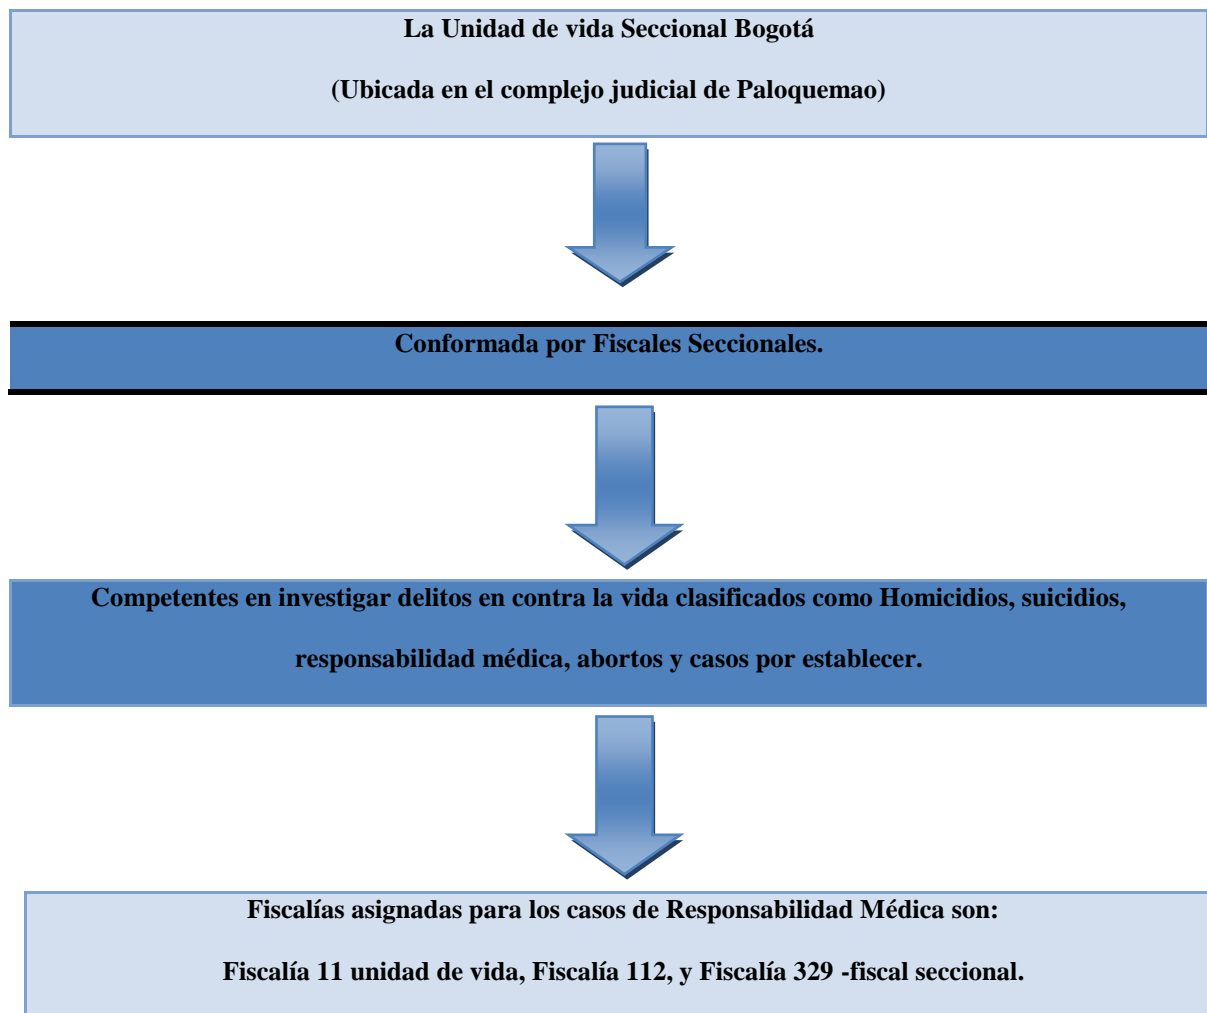 La Unidad de vida Seccional Bogotá
(Ubicada en el complejo judicial de Paloquemao)
Conformada por Fiscales Seccionales.
Competentes en investigar delitos en contra la vida clasificados como Homicidios, suicidios,
responsabilidad médica, abortos y casos por establecer.
Fiscalías asignadas para los casos de Responsabilidad Médica son:
Fiscalía 11 unidad de vida, Fiscalía 112, y Fiscalía 329 -fiscal seccional.